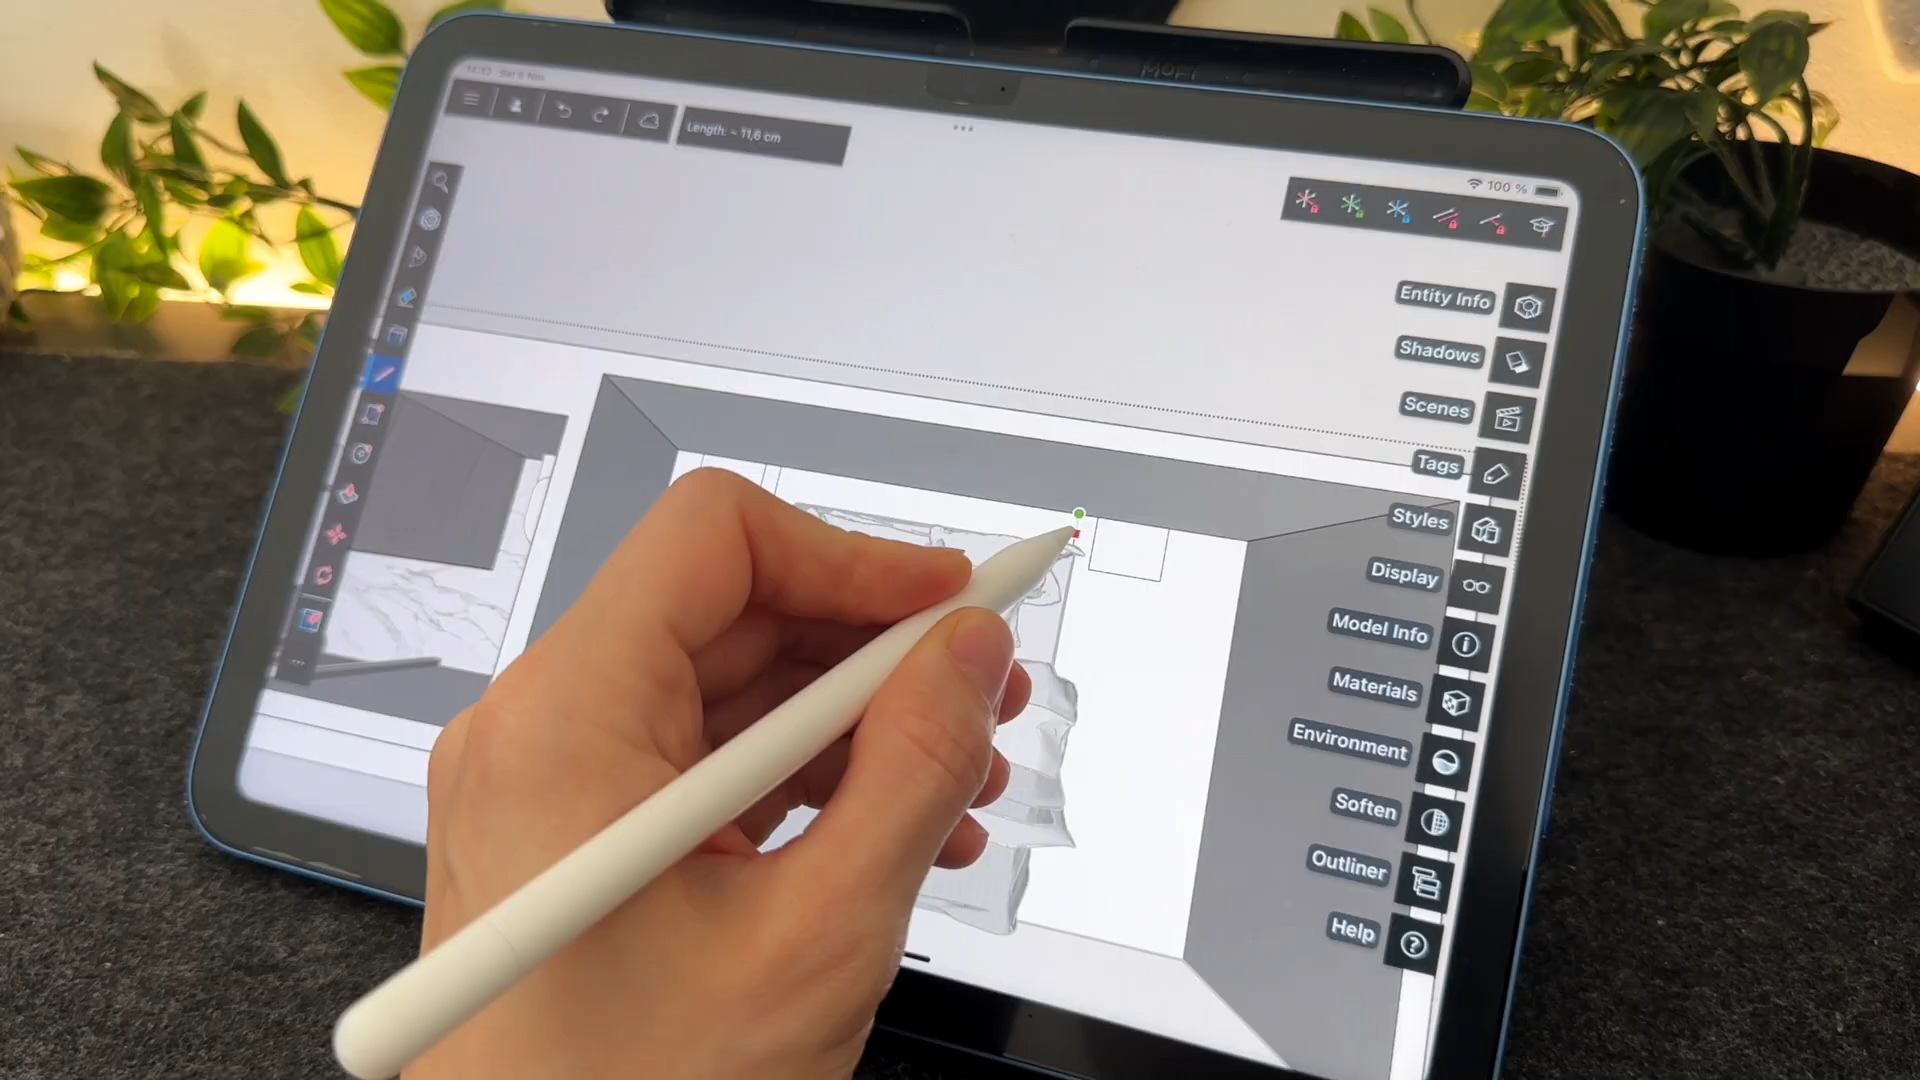 Length: ~ 11,6 cm
100 %
Entity Info
Shadows
Scenes
Tags
Styles
Display
Model Info
Materials
Environment
Soften
Outliner
Help